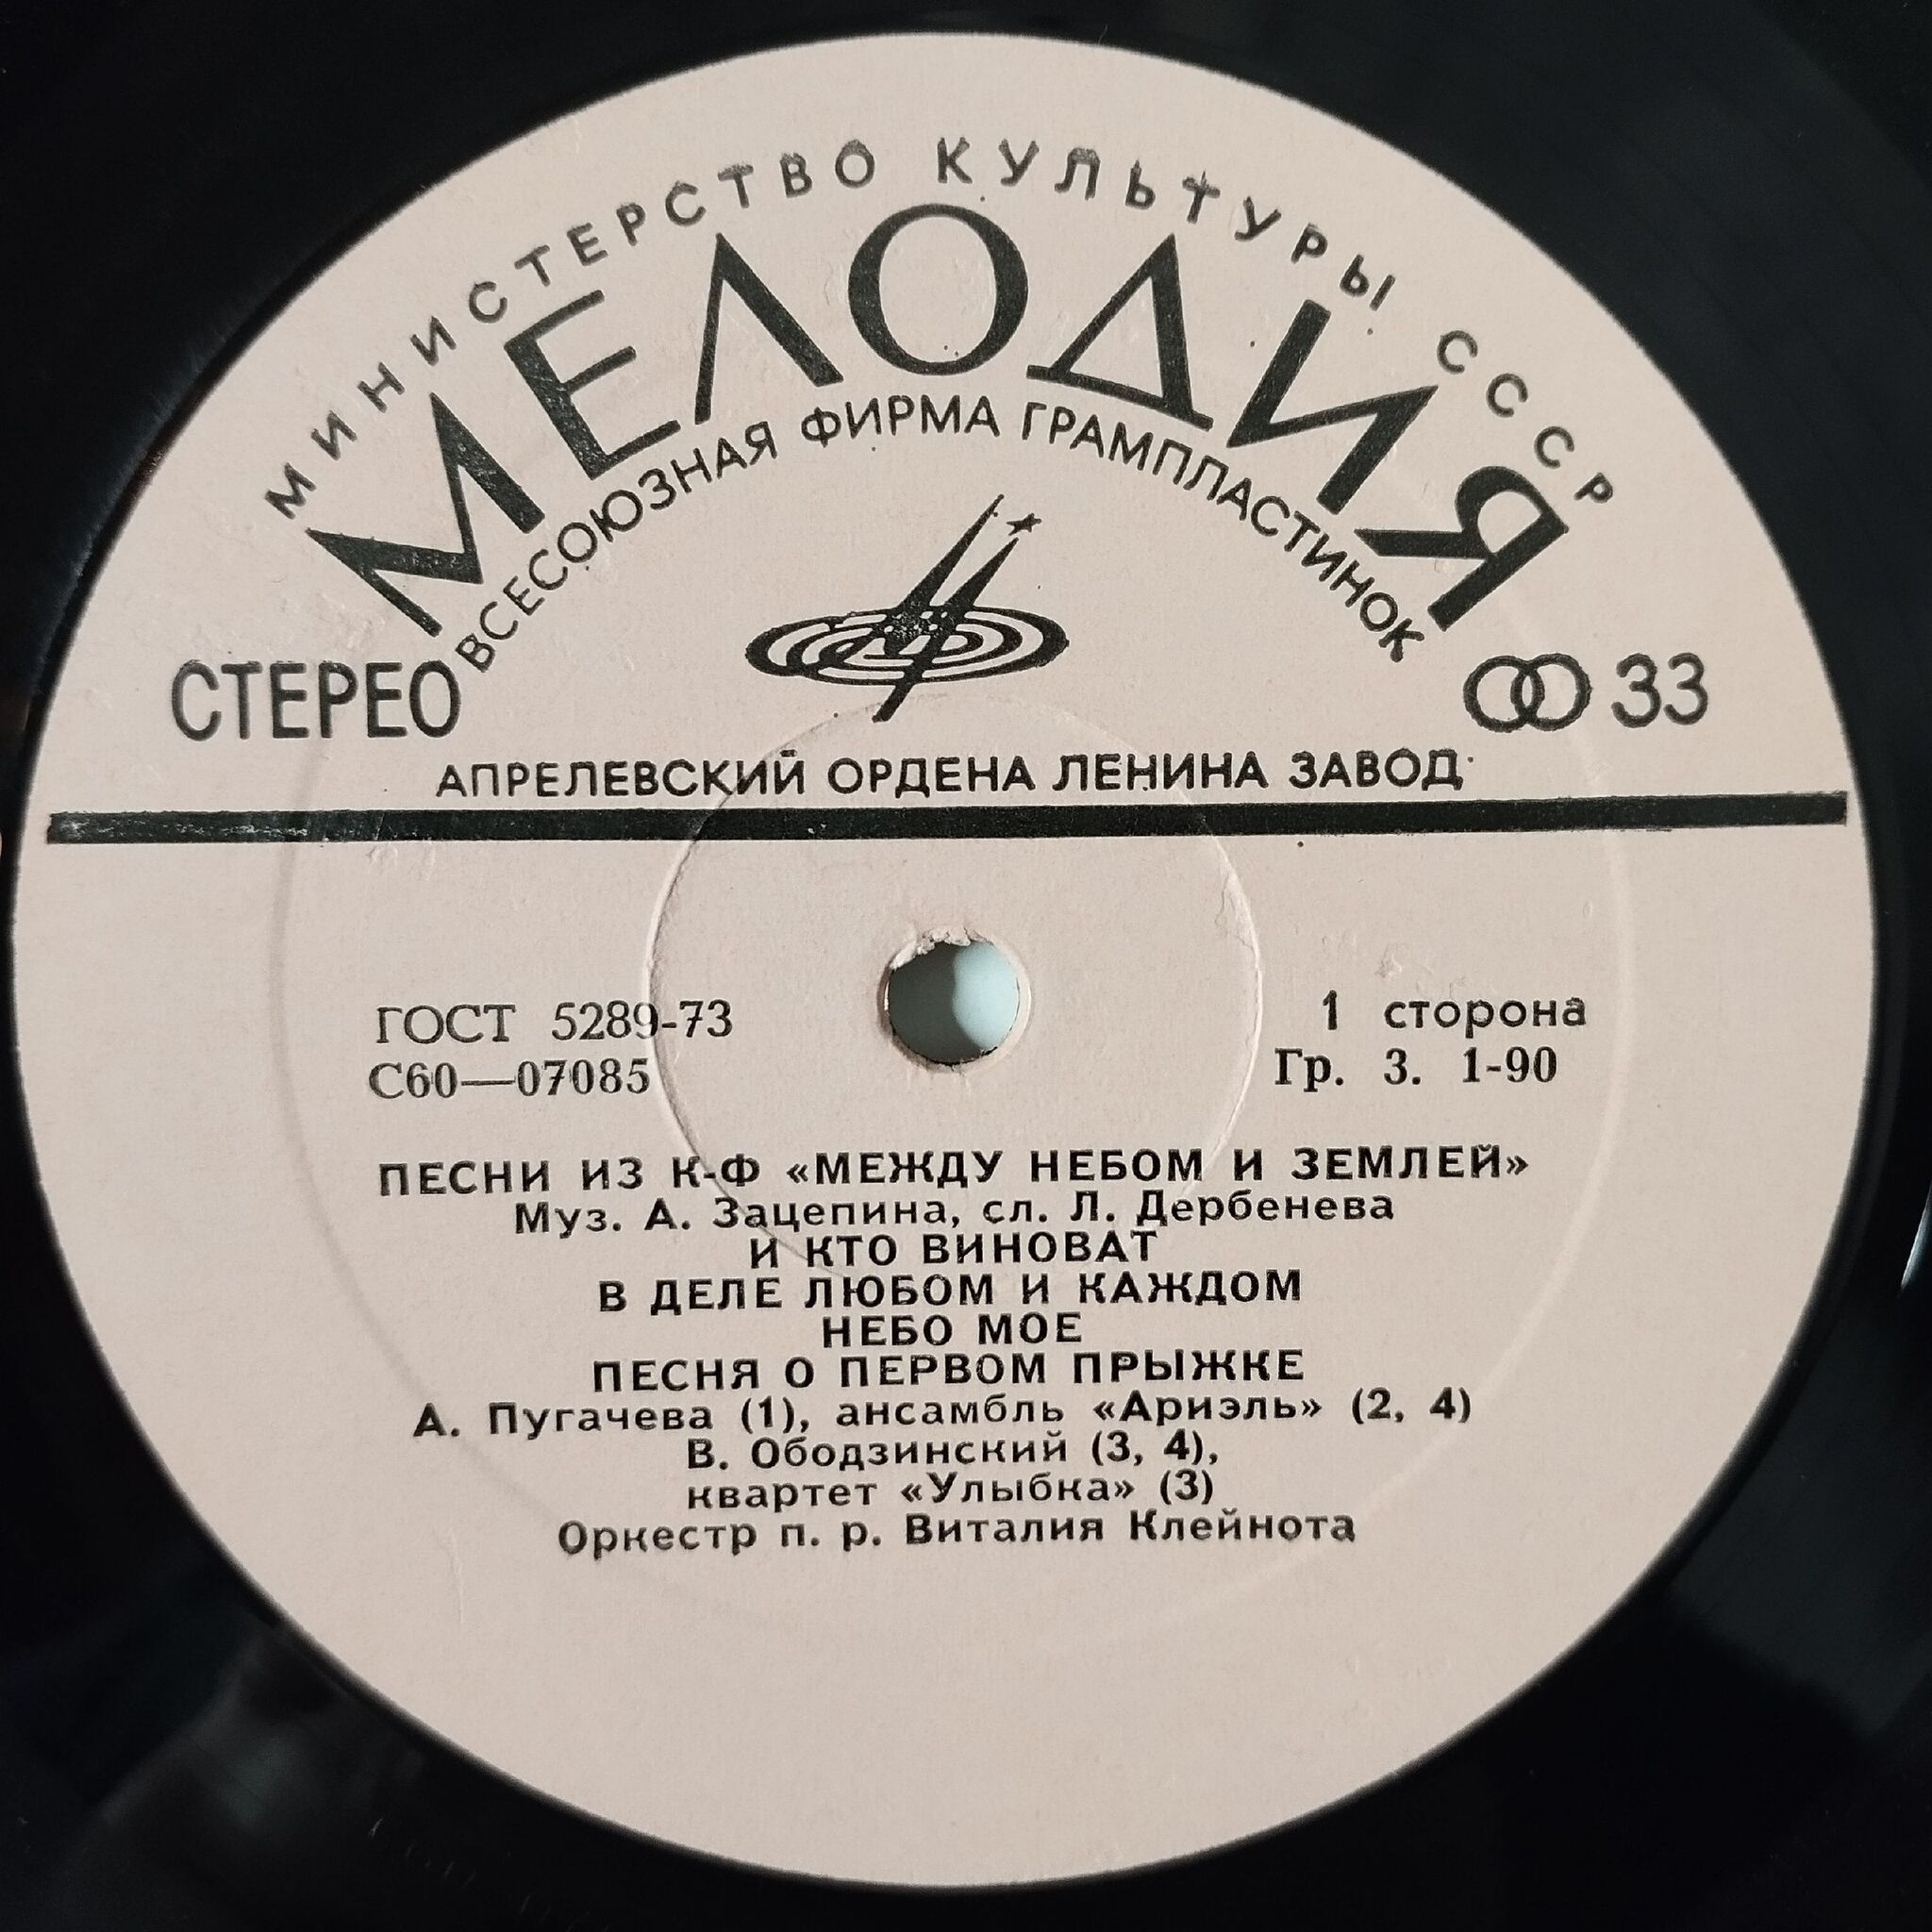 МИНИСТЕРСТВО КУЛЬТУРЫ СССР
МЕЛОДИЯ
ВСЕСОЮЗНАЯ ФИРМА ГРАМПЛАСТИНОК
СТЕРЕО 33
АПРЕЛЕВСКИЙ ОРДЕНА ЛЕНИНА ЗАВОД
ГОСТ 5289-73 1 сторона
С60—07085 Гр. 3. 1-90
ПЕСНИ ИЗ К-Ф «МЕЖДУ НЕБОМ И ЗЕМЛЕЙ»
Муз. А. Зацепина, сл. Л. Дербенева
И КТО ВИНОВАТ
В ДЕЛЕ ЛЮБОМ И КАЖДОМ
НЕБО МОЕ
ПЕСНЯ О ПЕРВОМ ПРЫЖКЕ
А. Пугачева (1), ансамбль «Ариэль» (2, 4)
В. Ободзинский (3, 4),
квартет «Улыбка» (3)
Оркестр п. р. Виталия Клейнота